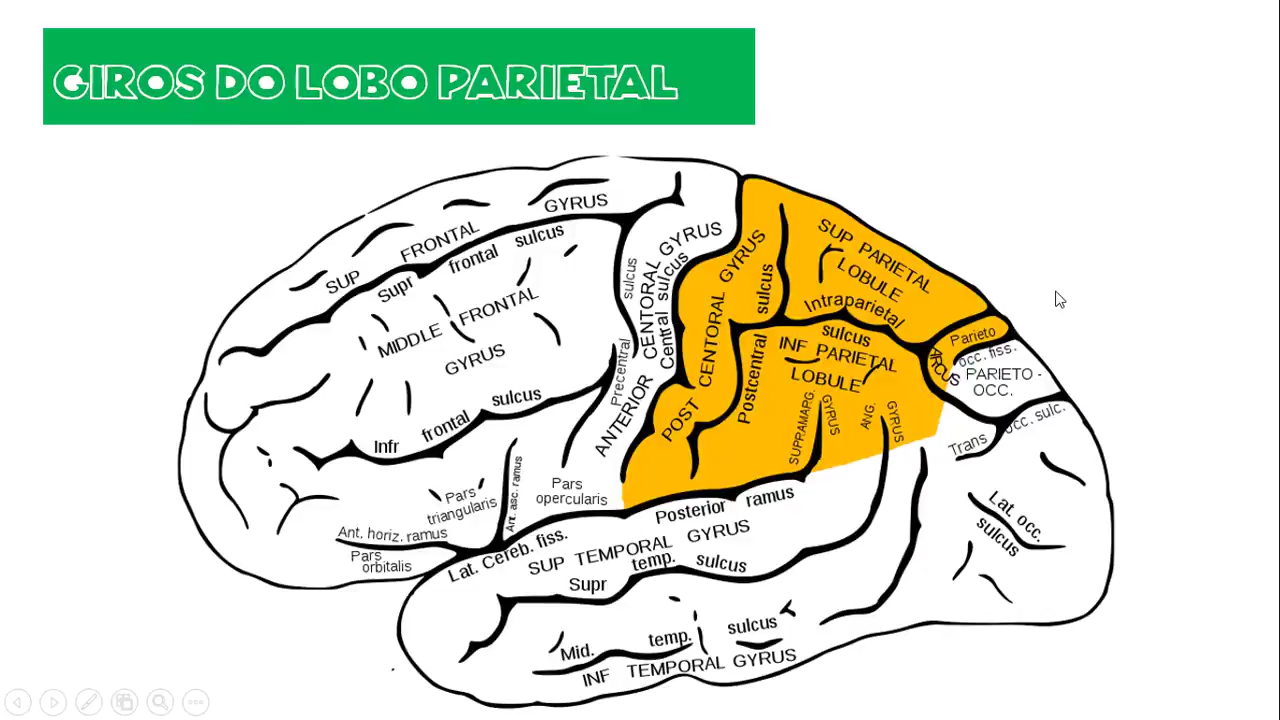 GIROS DO LOBO PARIETAL
GYRUS
FRONTAL
SUP
sulcus
frontal
Supr
MIDDLE FRONTAL
GYRUS
sulcus
frontal
Infr
Pars
triangularis
Ant. horiz. ramus
Pars
orbitalis
Ant. asc. ramus
Pars
opercularis
Precentral
sulcus
ANTERIOR CENTORAL GYRUS
Central sulcus
POST CENTORAL GYRUS
Postcentral
sulcus
SUP PARIETAL
LOBULE
Intraparietal
sulcus
INF PARIETAL
LOBULE
SUPRAMARG.
GYRUS
ANG.
GYRUS
Parieto
occ. fiss.
ARCUS
PARIETO -
OCC.
Trans occ. sulc.
Lat. occ.
sulcus
Lat. Cereb. fiss.
Posterior ramus
SUP TEMPORAL GYRUS
Supr temp. sulcus
Mid. temp. sulcus
INF TEMPORAL GYRUS